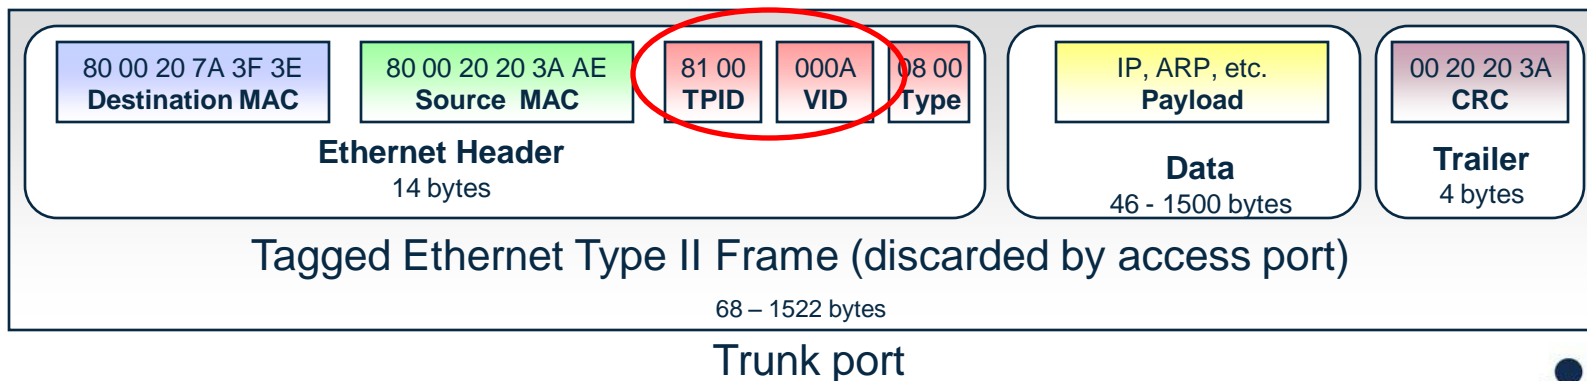 80 00 20 7A 3F 3E
Destination MAC
80 00 20 20 3A AE
Source MAC
81 00
TPID
000A
VID
08 00
Type
Ethernet Header
14 bytes
IP, ARP, etc.
Payload
Data
46 - 1500 bytes
00 20 20 3A
CRC
Trailer
4 bytes
Tagged Ethernet Type II Frame (discarded by access port)
68 – 1522 bytes
Trunk port